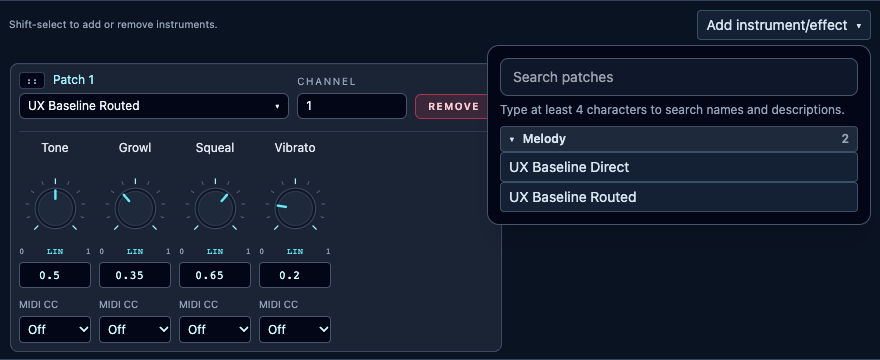 Shift-select to add or remove instruments.
Add instrument/effect ▾
:: Patch 1
CHANNEL
UX Baseline Routed ▾
1
REMOVE
Search patches
Type at least 4 characters to search names and descriptions.
▾ Melody 2
UX Baseline Direct
UX Baseline Routed
Tone Growl Squeal Vibrato
0 LIN 1 0 LIN 1 0 LIN 1 0 LIN 1
0.5 0.35 0.65 0.2
MIDI CC MIDI CC MIDI CC MIDI CC
Off Off Off Off